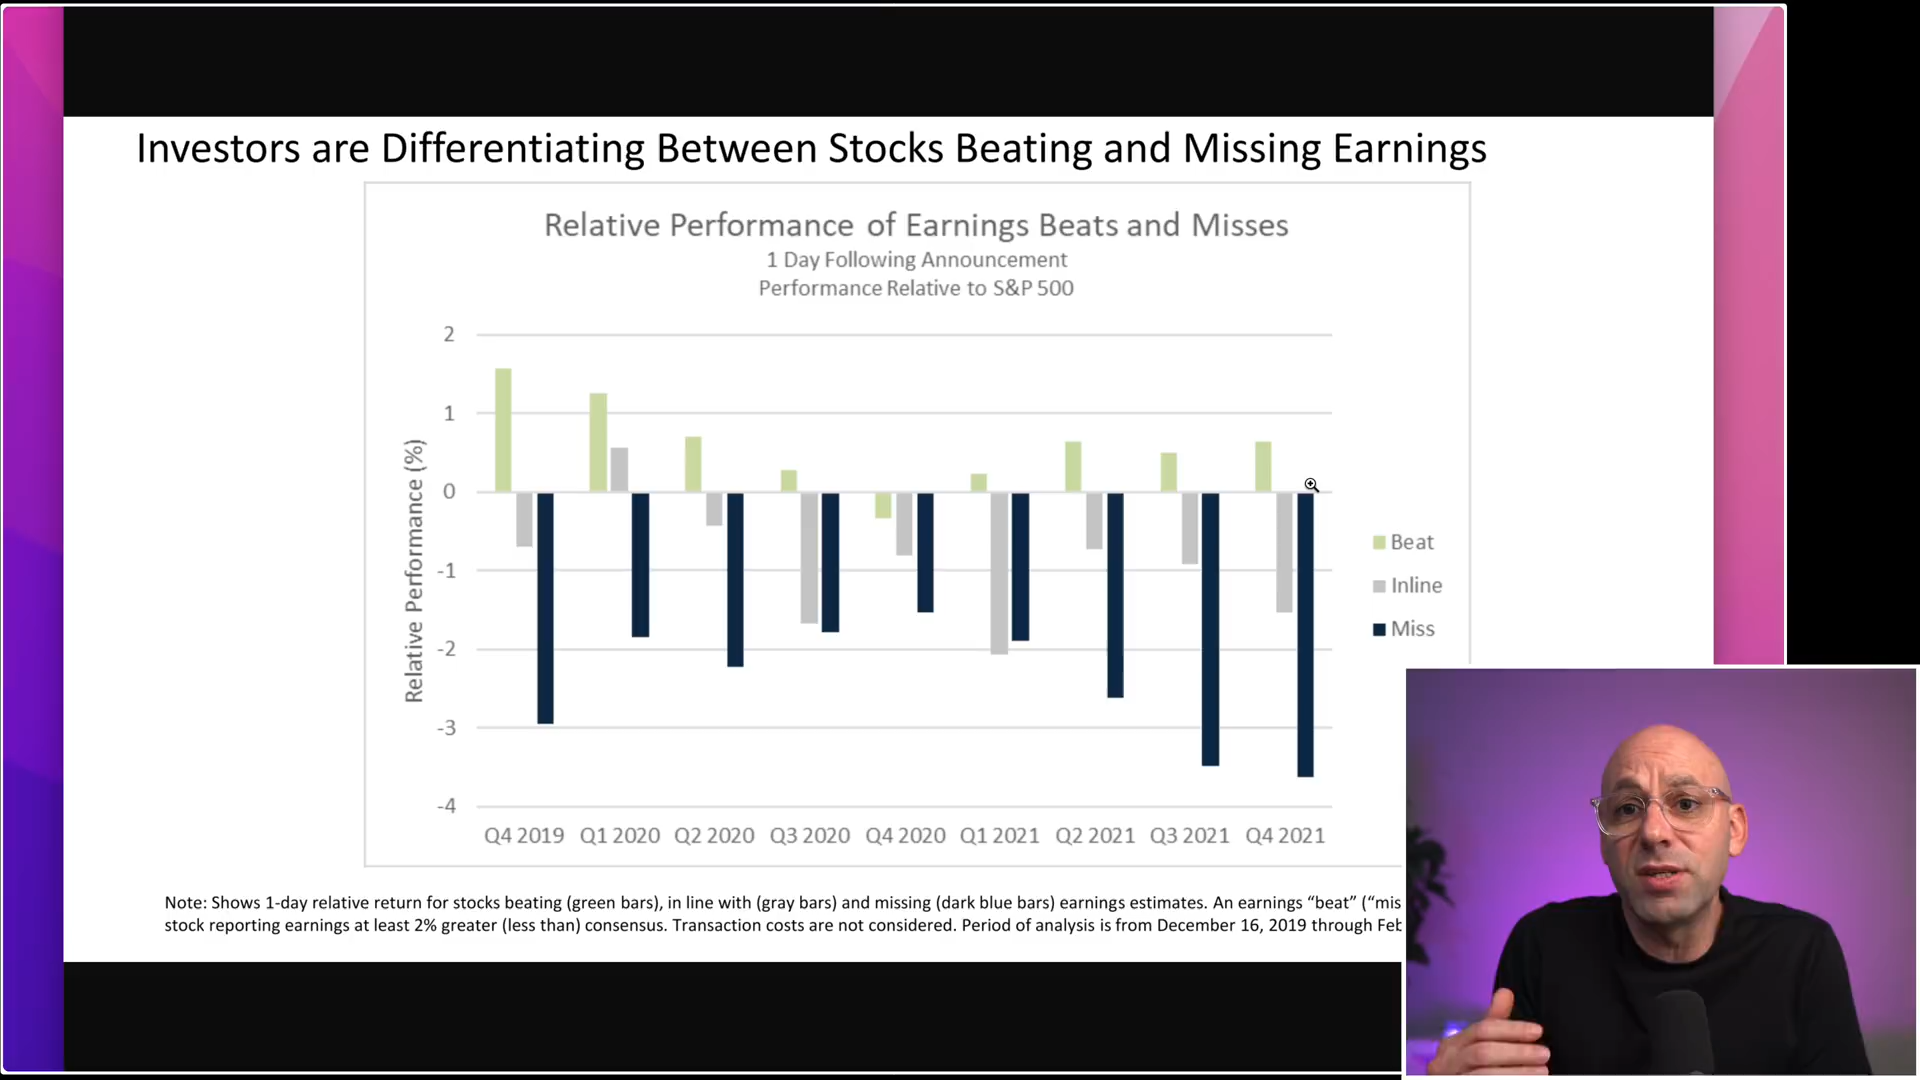 Investors are Differentiating Between Stocks Beating and Missing Earnings
Relative Performance of Earnings Beats and Misses
1 Day Following Announcement
Performance Relative to S&P 500
Relative Performance (%)
2
1
0
-1
-2
-3
-4
Q4 2019 Q1 2020 Q2 2020 Q3 2020 Q4 2020 Q1 2021 Q2 2021 Q3 2021 Q4 2021
Beat
Inline
Miss
Note: Shows 1-day relative return for stocks beating (green bars), in line with (gray bars) and missing (dark blue bars) earnings estimates. An earnings “beat” (“mis
stock reporting earnings at least 2% greater (less than) consensus. Transaction costs are not considered. Period of analysis is from December 16, 2019 through Feb